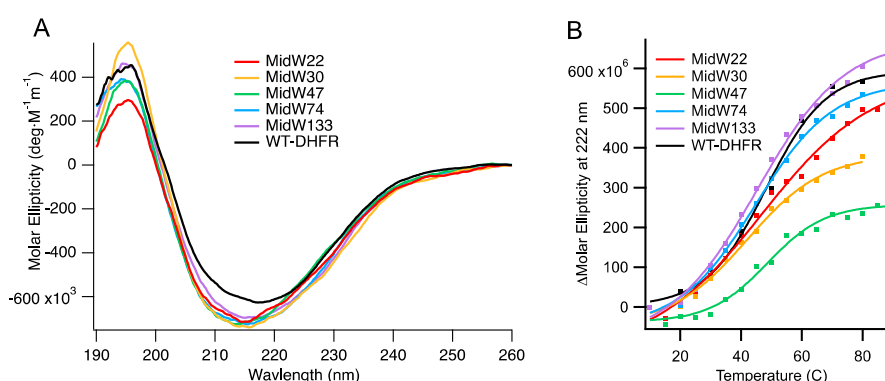 A
Molar Ellipticity (deg·M⁻¹m⁻¹)
400
200
0
-200
-400
-600 x10³
MidW22
MidW30
MidW47
MidW74
MidW133
WT-DHFR
190
200
210
220
230
240
250
260
Wavlength (nm)
B
ΔMolar Ellipticity at 222 nm
600 x10⁶
500
400
300
200
100
0
MidW22
MidW30
MidW47
MidW74
MidW133
WT-DHFR
20
40
60
80
Temperature (C)